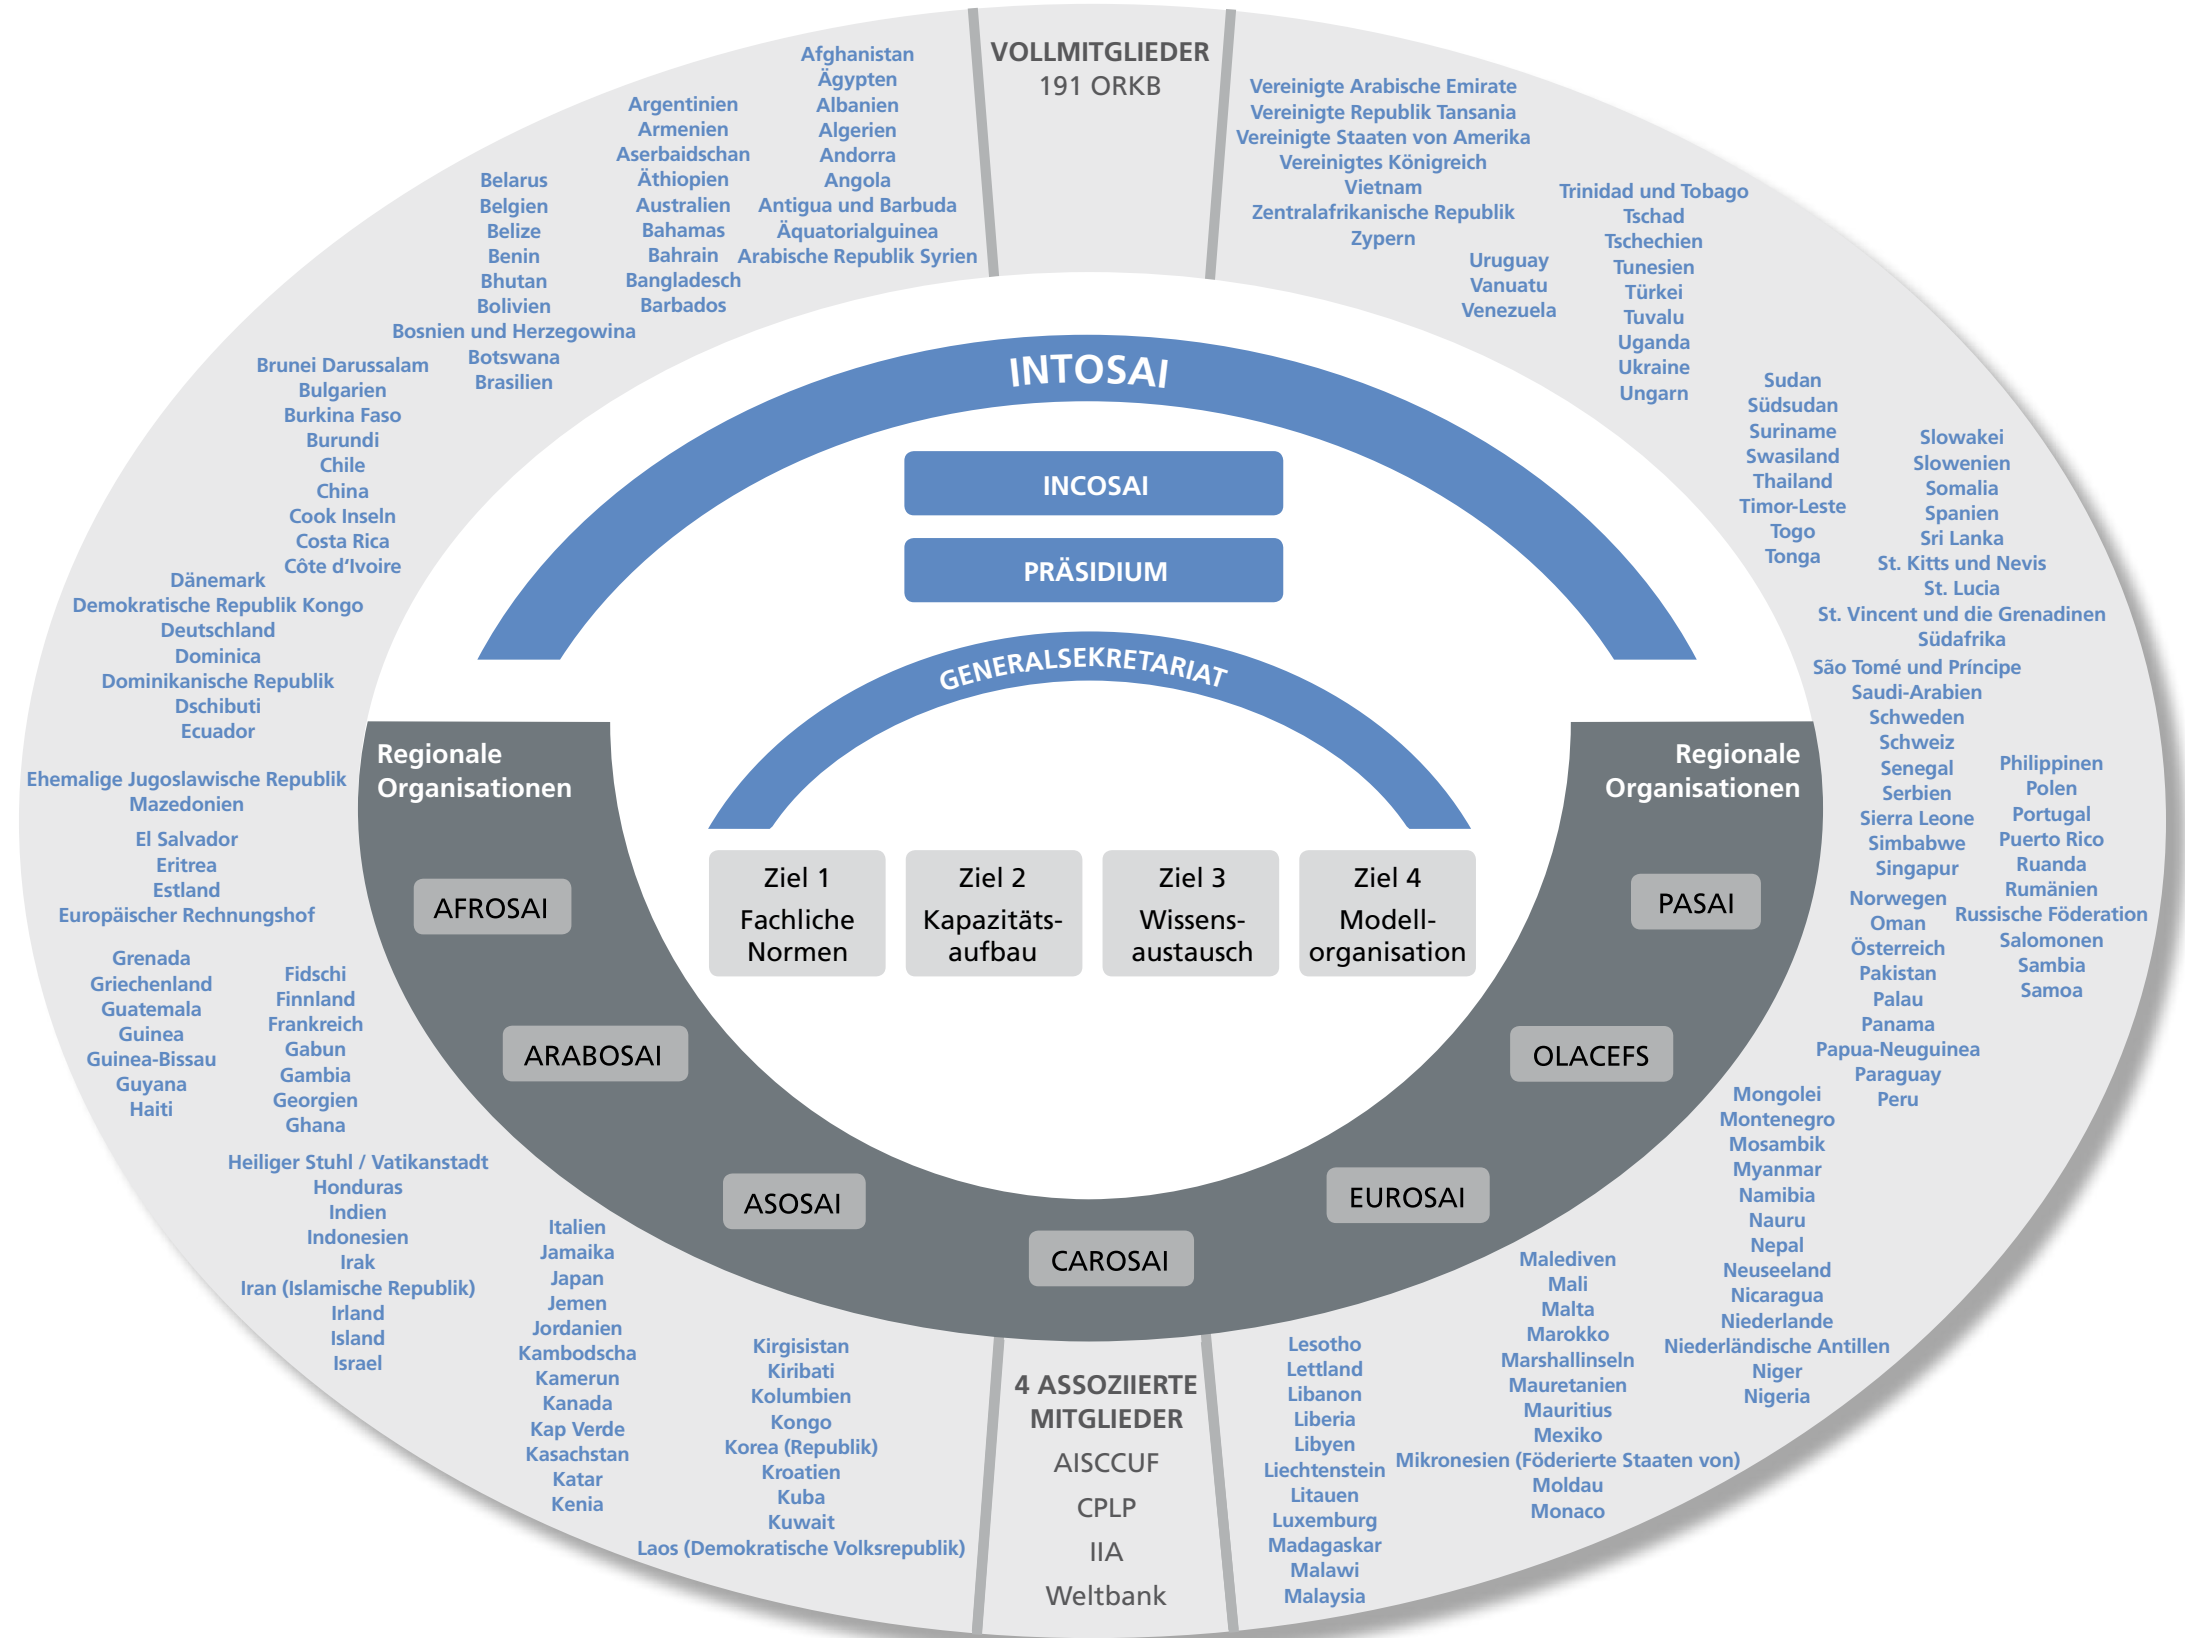 VOLLMITGLIEDER
191 ORKB
Afghanistan
Ägypten
Albanien
Algerien
Andorra
Angola
Antigua und Barbuda
Äquatorialguinea
Arabische Republik Syrien
Argentinien
Armenien
Aserbaidschan
Äthiopien
Australien
Bahamas
Bahrain
Bangladesch
Barbados
Belarus
Belgien
Belize
Benin
Bhutan
Bolivien
Bosnien und Herzegowina
Botswana
Brasilien
Brunei Darussalam
Bulgarien
Burkina Faso
Burundi
Chile
China
Cook Inseln
Costa Rica
Côte d‘Ivoire
Dänemark
Demokratische Republik Kongo
Deutschland
Dominica
Dominikanische Republik
Dschibuti
Ecuador
Ehemalige Jugoslawische Republik
Mazedonien
El Salvador
Eritrea
Estland
Europäischer Rechnungshof
Fidschi
Finnland
Frankreich
Gabun
Gambia
Georgien
Ghana
Grenada
Griechenland
Guatemala
Guinea
Guinea-Bissau
Guyana
Haiti
Heiliger Stuhl / Vatikanstadt
Honduras
Indien
Indonesien
Irak
Iran (Islamische Republik)
Irland
Island
Israel
Italien
Jamaika
Japan
Jemen
Jordanien
Kambodscha
Kamerun
Kanada
Kap Verde
Kasachstan
Katar
Kenia
Kirgisistan
Kiribati
Kolumbien
Kongo
Korea (Republik)
Kroatien
Kuba
Kuwait
Laos (Demokratische Volksrepublik)
4 ASSOZIIERTE
MITGLIEDER
AISCCUF
CPLP
IIA
Weltbank
Lesotho
Lettland
Libanon
Liberia
Libyen
Liechtenstein
Litauen
Luxemburg
Madagaskar
Malawi
Malaysia
Malediven
Mali
Malta
Marokko
Marshallinseln
Mauretanien
Mauritius
Mexiko
Mikronesien (Föderierte Staaten von)
Moldau
Monaco
Mongolei
Montenegro
Mosambik
Myanmar
Namibia
Nauru
Nepal
Neuseeland
Nicaragua
Niederlande
Niederländische Antillen
Niger
Nigeria
Norwegen
Oman
Österreich
Pakistan
Palau
Panama
Papua-Neuguinea
Paraguay
Peru
Philippinen
Polen
Portugal
Puerto Rico
Ruanda
Rumänien
Russische Föderation
Salomonen
Sambia
Samoa
São Tomé und Príncipe
Saudi-Arabien
Schweden
Schweiz
Senegal
Serbien
Sierra Leone
Simbabwe
Singapur
Slowakei
Slowenien
Somalia
Spanien
Sri Lanka
St. Kitts und Nevis
St. Lucia
St. Vincent und die Grenadinen
Südafrika
Sudan
Südsudan
Suriname
Swasiland
Thailand
Timor-Leste
Togo
Tonga
Trinidad und Tobago
Tschad
Tschechien
Tunesien
Türkei
Tuvalu
Uganda
Ukraine
Ungarn
Uruguay
Vanuatu
Venezuela
Vereinigte Arabische Emirate
Vereinigte Republik Tansania
Vereinigte Staaten von Amerika
Vereinigtes Königreich
Vietnam
Zentralafrikanische Republik
Zypern
INTOSAI
INCOSAI
PRÄSIDIUM
GENERALSEKRETARIAT
Ziel 1
Fachliche
Normen
Ziel 2
Kapazitäts-
aufbau
Ziel 3
Wissens-
austausch
Ziel 4
Modell-
organisation
Regionale
Organisationen
AFROSAI
ARABOSAI
ASOSAI
CAROSAI
EUROSAI
OLACEFS
PASAI
Regionale
Organisationen